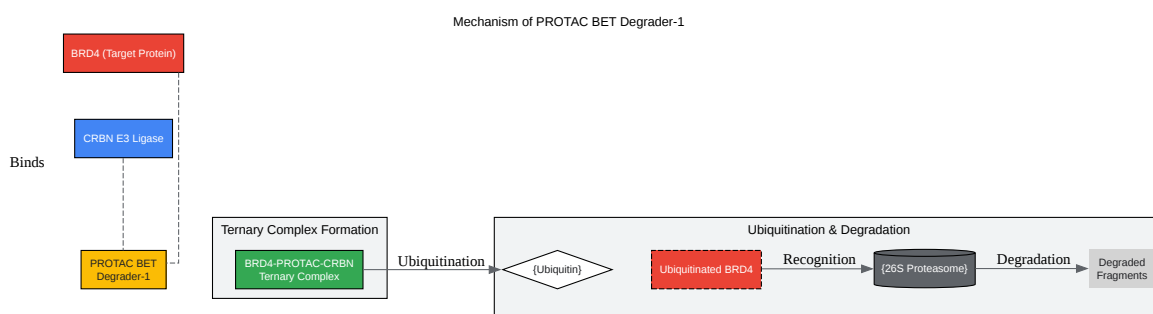 Mechanism of PROTAC BET Degrader-1
BRD4 (Target Protein)
CRBN E3 Ligase
Binds
PROTAC BET
Degrader-1
Ternary Complex Formation
BRD4-PROTAC-CRBN
Ternary Complex
Ubiquitination
Ubiquitination & Degradation
{Ubiquitin}
Ubiquitinated BRD4
Recognition
{26S Proteasome}
Degradation
Degraded
Fragments